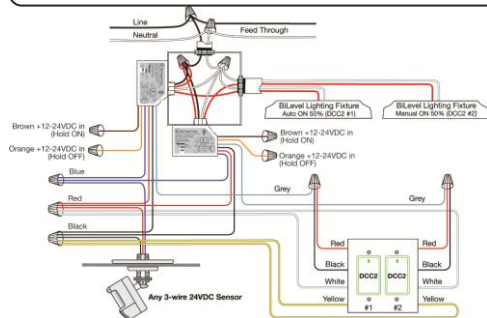 Line
Neutral
Feed Through
BiLevel Lighting Fixture
Auto ON 50% (DCC2 #1)
BiLevel Lighting Fixture
Manual ON 50% (DCC2 #2)
Brown +12-24VDC in
(Hold ON)
Orange +12-24VDC in
(Hold OFF)
Brown +12-24VDC in
(Hold ON)
Orange +12-24VDC in
(Hold OFF)
Blue
Red
Black
Grey
Grey
Red
Black
White
Yellow
DCC2
DCC2
#1
#2
Red
Black
White
Yellow
Any 3-wire 24VDC Sensor